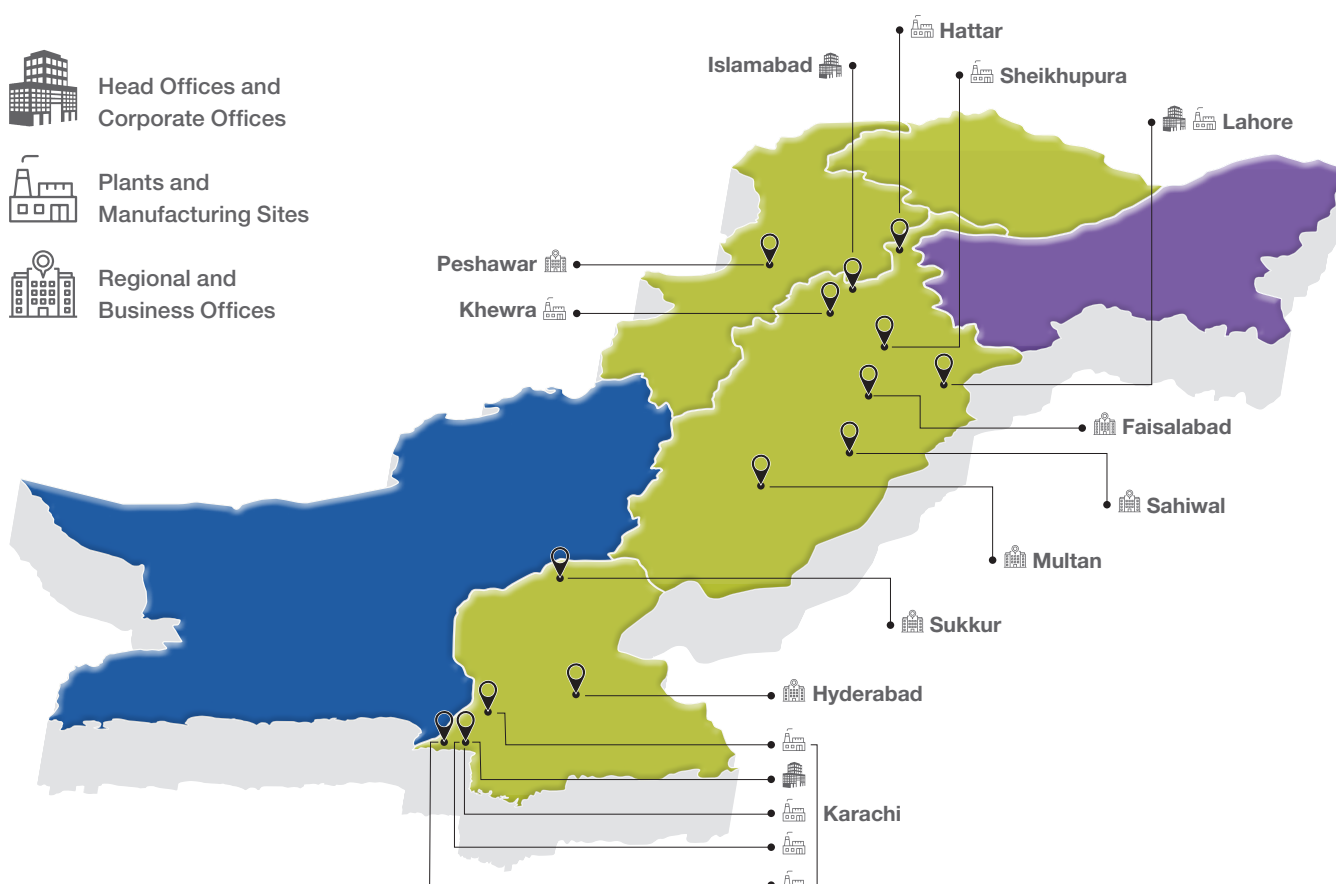 Head Offices and
Corporate Offices
Plants and
Manufacturing Sites
Regional and
Business Offices
Hattar
Islamabad
Sheikhupura
Lahore
Peshawar
Khewra
Faisalabad
Sahiwal
Multan
Sukkur
Hyderabad
Karachi